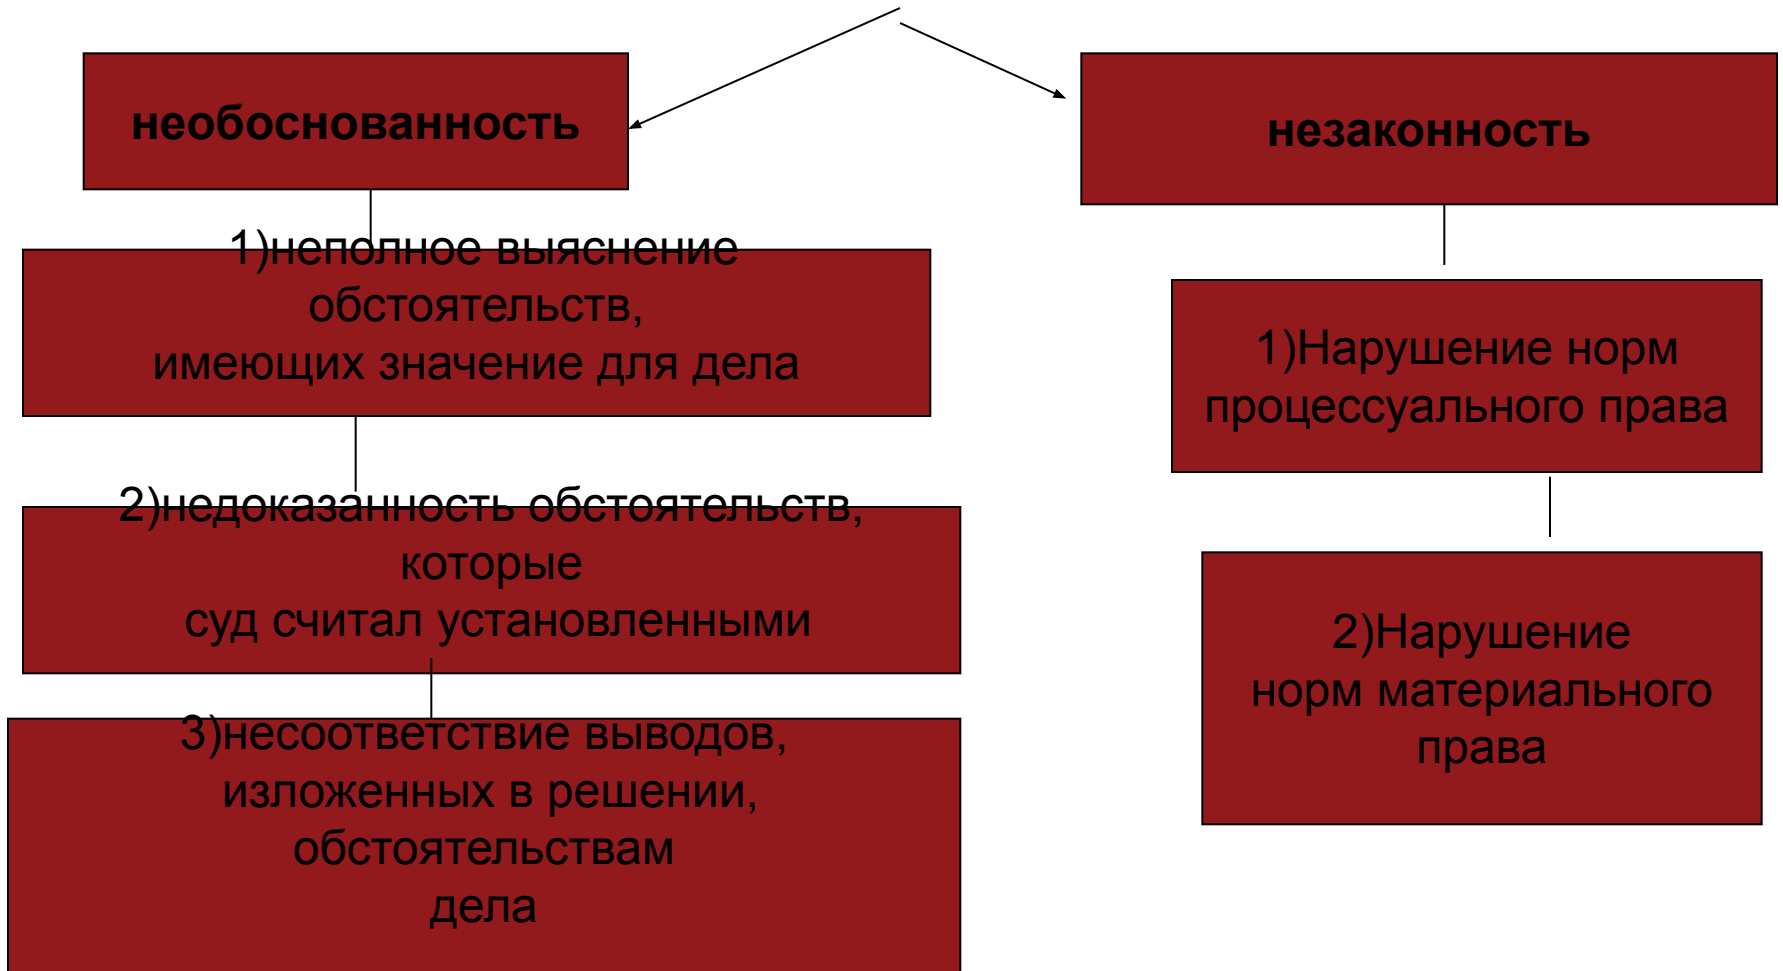 необоснованность
незаконность
1)неполное выяснение
обстоятельств,
имеющих значение для дела
2)недоказанность обстоятельств,
которые
суд считал установленными
3)несоответствие выводов,
изложенных в решении,
обстоятельствам
дела
1)Нарушение норм
процессуального права
2)Нарушение
норм материального
права